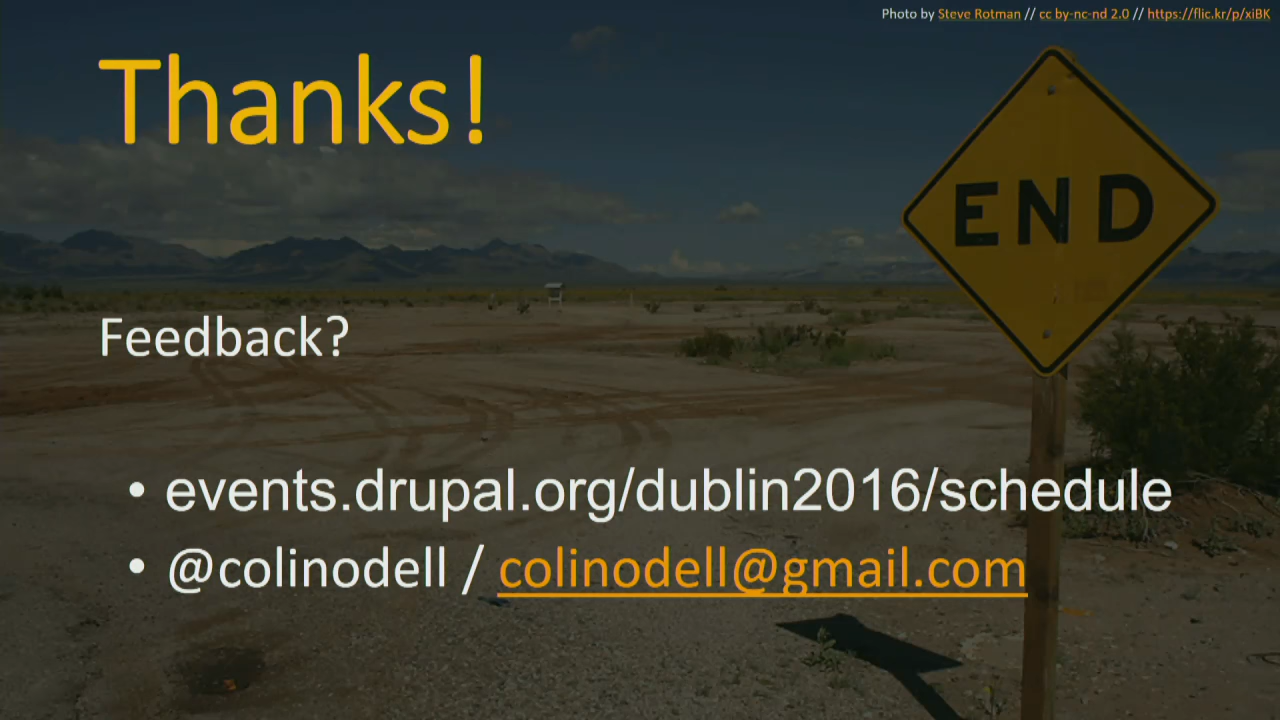 Photo by Steve Rotman // cc by-nc-nd 2.0 // https://flic.kr/p/xiBK
Thanks!
END
Feedback?
• events.drupal.org/dublin2016/schedule
• @colinodell / colinodell@gmail.com